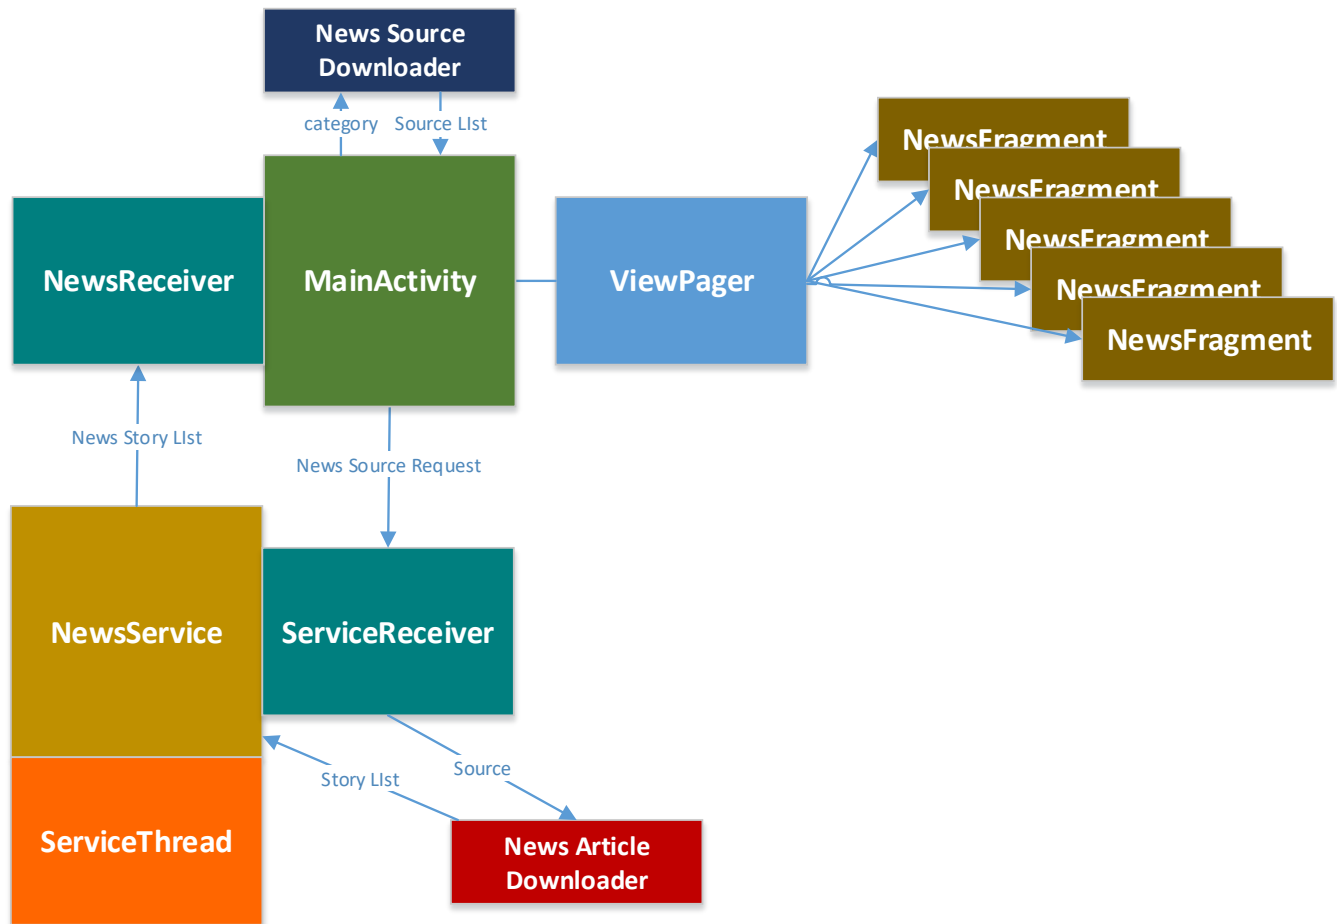 News Source
Downloader
category
Source LIst
NewsFragment
NewsFragment
NewsFragment
NewsFragment
NewsFragment
NewsReceiver
MainActivity
ViewPager
News Story LIst
News Source Request
NewsService
ServiceReceiver
Story LIst
Source
ServiceThread
News Article
Downloader